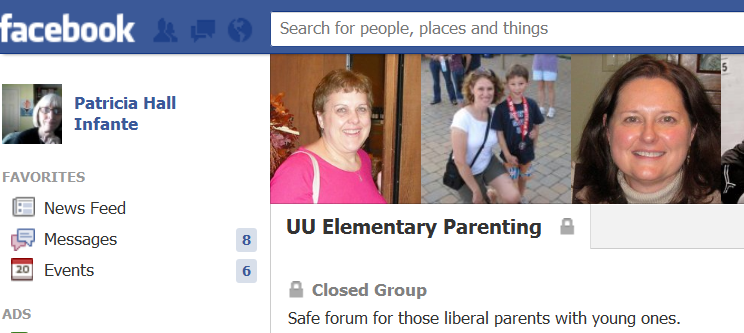 facebook
Search for people, places and things
Patricia Hall
Infante
FAVORITES
News Feed
Messages 8
20 Events 6
ADS
UU Elementary Parenting
Closed Group
Safe forum for those liberal parents with young ones.
5